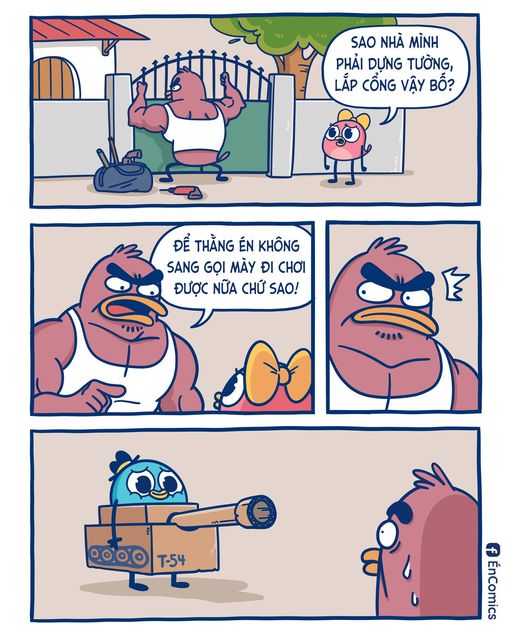 SAO NHÀ MÌNH
PHẢI DỰNG TƯỜNG,
LẮP CỔNG VẬY BỐ?
ĐỂ THẰNG ÉN KHÔNG
SANG GỌI MÀY ĐI CHƠI
ĐƯỢC NỮA CHỨ SAO!
T-54
ÉnComics